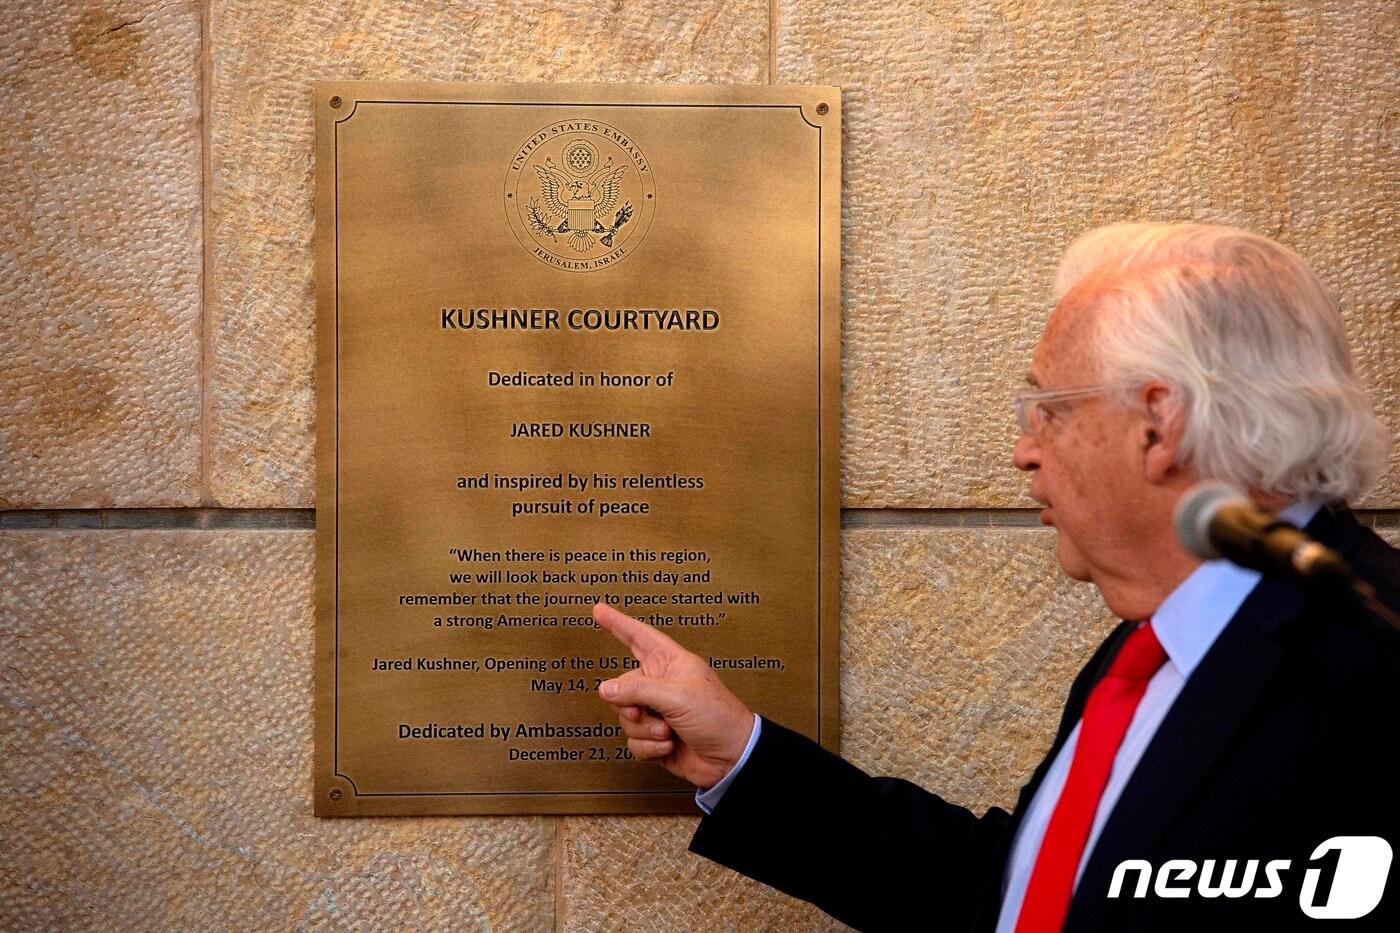 UNITED STATES EMBASSY
JERUSALEM, ISRAEL
KUSHNER COURTYARD
Dedicated in honor of
JARED KUSHNER
and inspired by his relentless
pursuit of peace
“When there is peace in this region,
we will look back upon this day and
remember that the journey to peace started with
a strong America the truth.”
Jared Kushner, Opening of the US Jerusalem,
May 14,
Dedicated by Ambassador
December 21,
news1